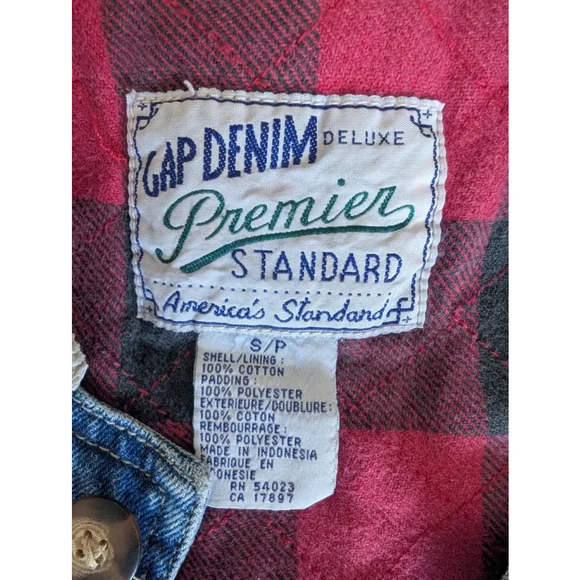 GAP DENIM DELUXE
Premier
STANDARD
America's Standard
S/P
SHELL/LINING:
100% COTTON
PADDING:
100% POLYESTER
EXTERIEURE/DOUBLURE:
100% COTON
REMBOURRAGE:
100% POLYESTER
MADE IN INDONESIA
FABRIQUE EN
ONESIE
RN 54023
CA 17897